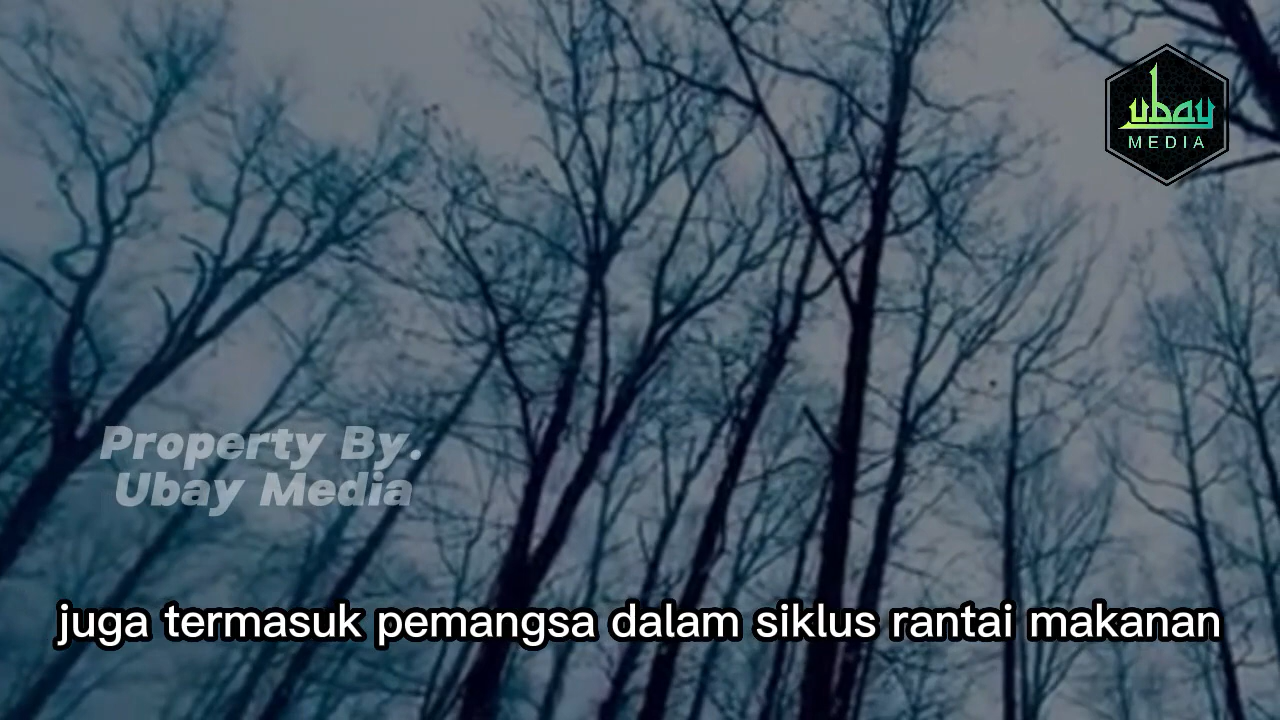 ubay
MEDIA
Property By.
Ubay Media
juga termasuk pemangsa dalam siklus rantai makanan